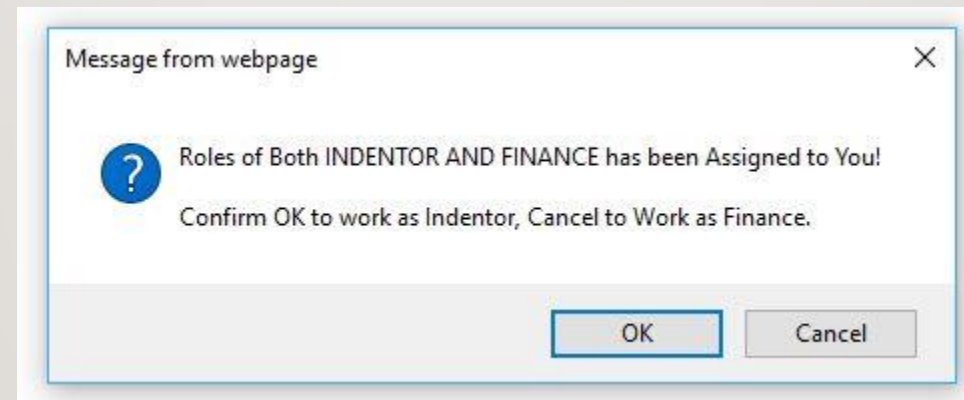 Message from webpage
Roles of Both INDENTOR AND FINANCE has been Assigned to You!
Confirm OK to work as Indentor, Cancel to Work as Finance.
OK Cancel